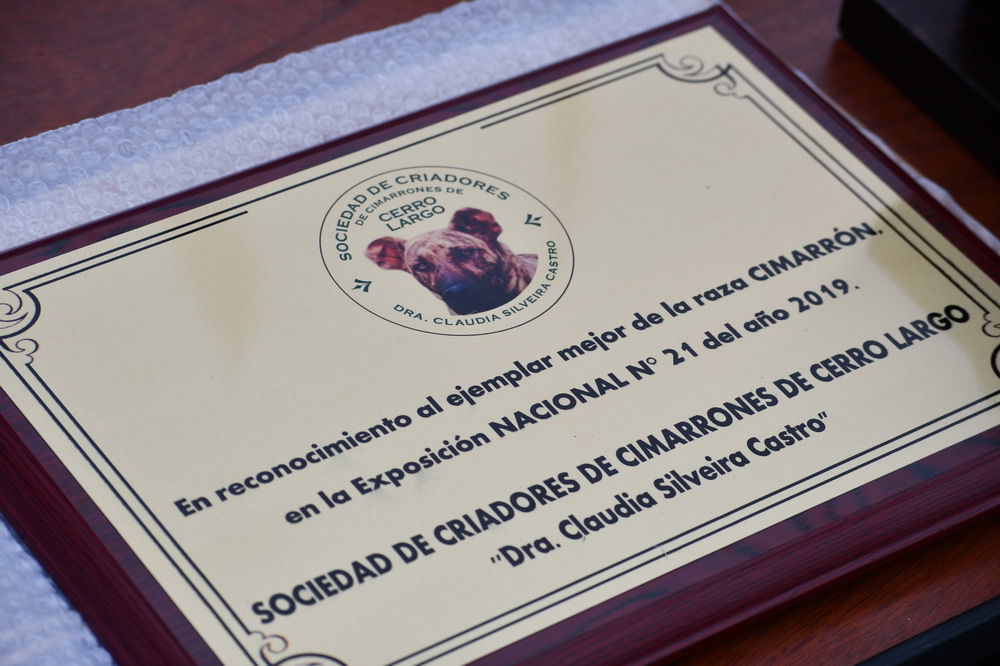 SOCIEDAD DE CRIADORES
DE CIMARRONES DE
CERRO
LARGO
DRA. CLAUDIA SILVEIRA CASTRO
En reconocimiento al ejemplar mejor de la raza CIMARRÓN.
en la Exposición NACIONAL N° 21 del año 2019.
SOCIEDAD DE CRIADORES DE CIMARRONES DE CERRO LARGO
"Dra. Claudia Silveira Castro"